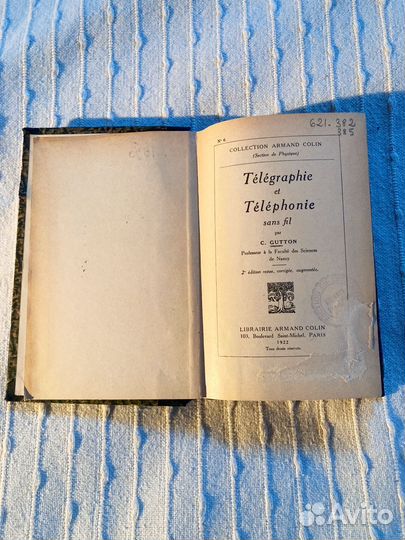 621.382
385
N° 6
COLLECTION ARMAND COLIN
(Section de Physique)
Télégraphie
et
Téléphonie
sans fil
par
C. GUTTON
Professeur à la Faculté des Sciences
de Nancy
2e édition revue, corrigée, augmentée.
LIBRAIRIE ARMAND COLIN
103, Boulevard Saint-Michel, PARIS
1922
Tous droits réservés.
Avito